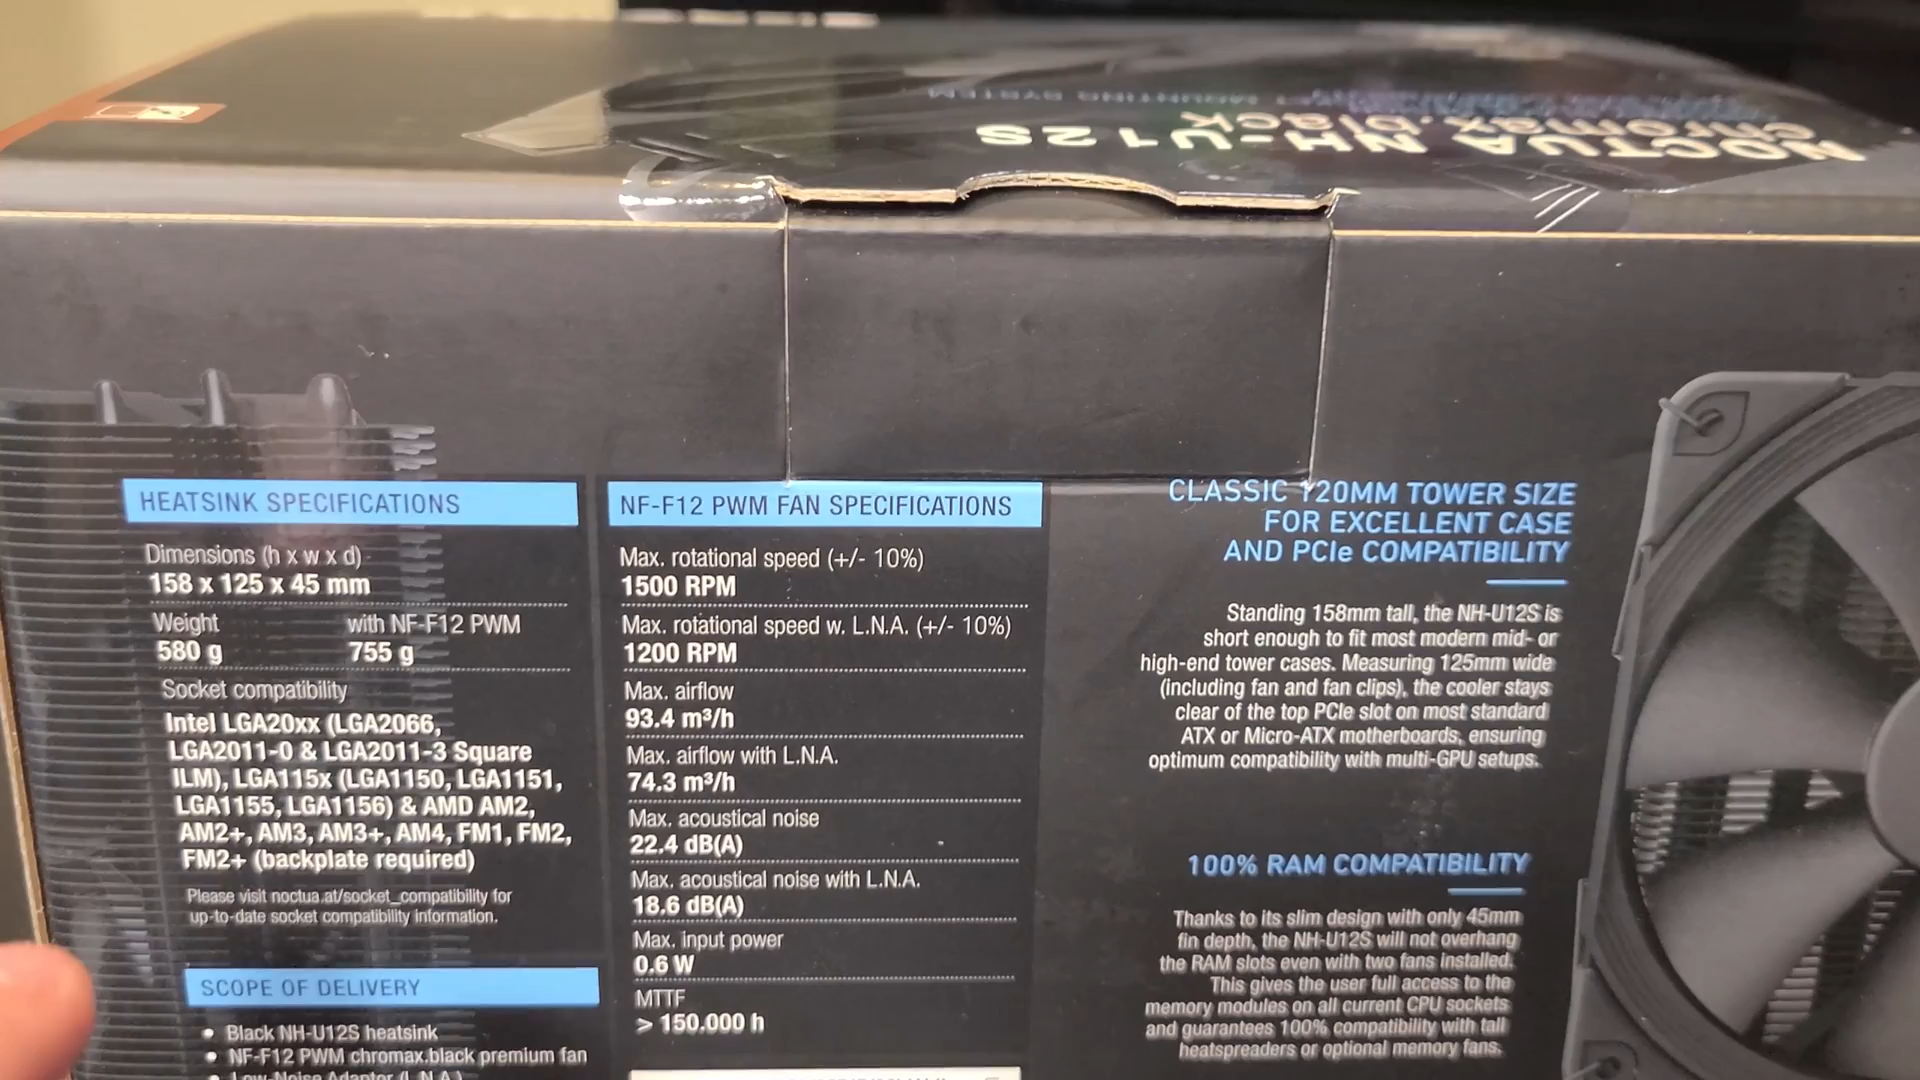 NOCTUA NH-U12S
chromax.black
HEATSINK SPECIFICATIONS
Dimensions (h x w x d)
158 x 125 x 45 mm
Weight with NF-F12 PWM
580 g 755 g
Socket compatibility
Intel LGA20xx (LGA2066,
LGA2011-0 & LGA2011-3 Square
ILM), LGA115x (LGA1150, LGA1151,
LGA1155, LGA1156) & AMD AM2,
AM2+, AM3, AM3+, AM4, FM1, FM2,
FM2+ (backplate required)
Please visit noctua.at/socket_compatibility for
up-to-date socket compatibility information.
SCOPE OF DELIVERY
• Black NH-U12S heatsink
• NF-F12 PWM chromax.black premium fan
• Low-Noise Adaptor (L.N.A.)
NF-F12 PWM FAN SPECIFICATIONS
Max. rotational speed (+/- 10%)
1500 RPM
Max. rotational speed w. L.N.A. (+/- 10%)
1200 RPM
Max. airflow
93.4 m³/h
Max. airflow with L.N.A.
74.3 m³/h
Max. acoustical noise
22.4 dB(A)
Max. acoustical noise with L.N.A.
18.6 dB(A)
Max. input power
0.6 W
MTTF
> 150.000 h
CLASSIC 120MM TOWER SIZE
FOR EXCELLENT CASE
AND PCIe COMPATIBILITY
Standing 158mm tall, the NH-U12S is
short enough to fit most modern mid- or
high-end tower cases. Measuring 125mm wide
(including fan and fan clips), the cooler stays
clear of the top PCIe slot on most standard
ATX or Micro-ATX motherboards, ensuring
optimum compatibility with multi-GPU setups.
100% RAM COMPATIBILITY
Thanks to its slim design with only 45mm
fin depth, the NH-U12S will not overhang
the RAM slots even with two fans installed.
This gives the user full access to the
memory modules on all current CPU sockets
and guarantees 100% compatibility with tall
heatspreaders or optional memory fans.